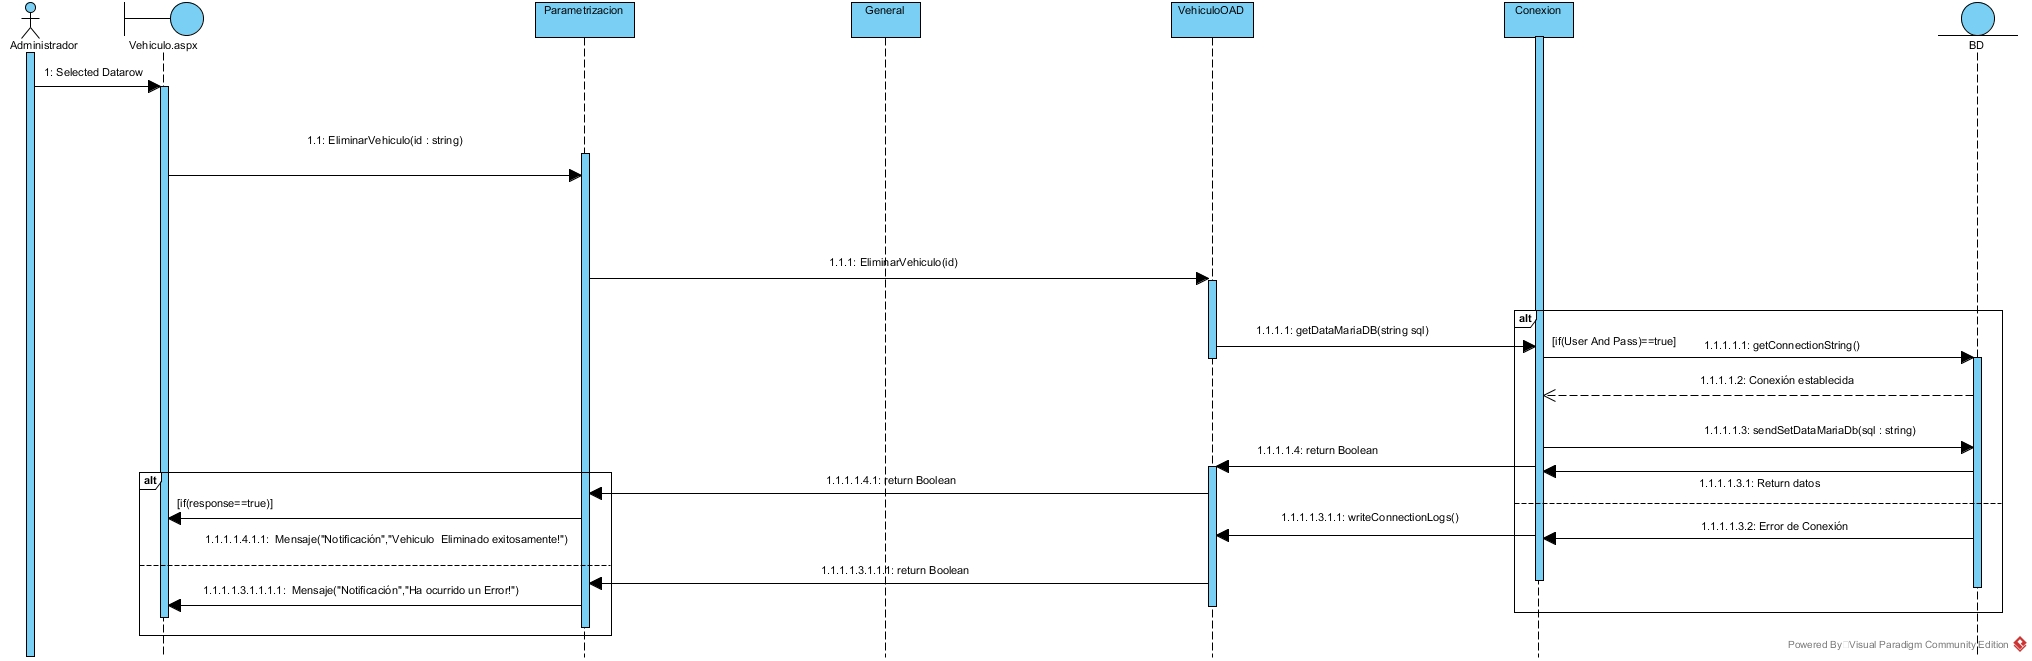 Administrador
Vehiculo.aspx
Parametrizacion
General
VehiculoOAD
Conexion
BD
1: Selected Datarow
1.1: EliminarVehiculo(id : string)
1.1.1: EliminarVehiculo(id)
alt
1.1.1.1: getDataMariaDB(string sql)
[if(User And Pass)==true]
1.1.1.1.1: getConnectionString()
1.1.1.1.2: Conexión establecida
1.1.1.1.3: sendSetDataMariaDb(sql : string)
1.1.1.1.4: return Boolean
alt
1.1.1.1.4.1: return Boolean
1.1.1.1.3.1: Return datos
[if(response==true)]
1.1.1.1.3.1.1: writeConnectionLogs()
1.1.1.1.3.2: Error de Conexión
1.1.1.1.4.1.1:  Mensaje("Notificación","Vehiculo  Eliminado exitosamente!")
1.1.1.1.3.1.1.1: return Boolean
1.1.1.1.3.1.1.1.1:  Mensaje("Notificación","Ha ocurrido un Error!")
Powered By Visual Paradigm Community Edition